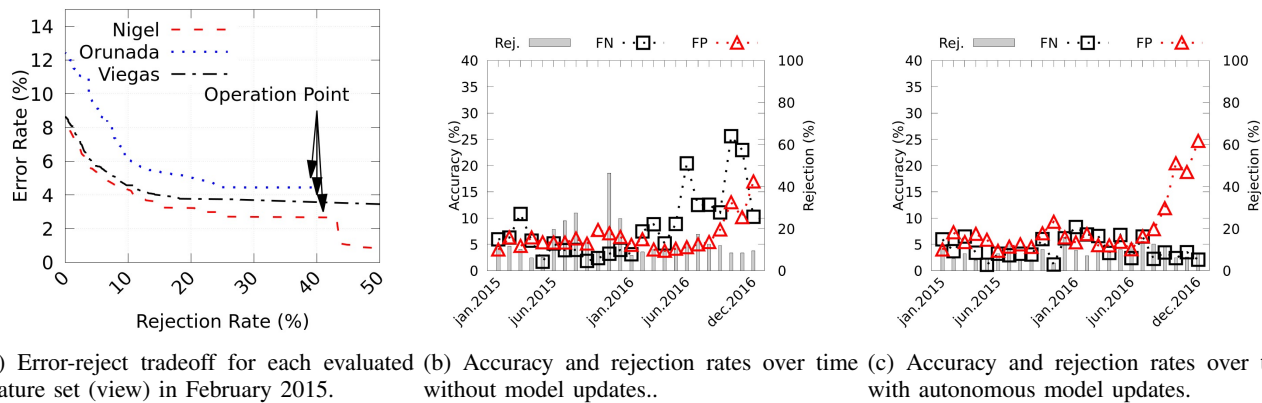 14
12
10
8
6
4
2
0
Error Rate (%)
Nigel
Orunada
Viegas
Operation Point
0
10
20
30
40
50
Rejection Rate (%)
Rej.
FN
FP
40
35
30
25
20
15
10
5
0
Accuracy (%)
100
80
60
40
20
0
Rejection (%)
jan.2015
jun.2015
jan.2016
jun.2016
dec.2016
Rej.
FN
FP
40
35
30
25
20
15
10
5
0
Accuracy (%)
100
80
60
40
20
0
Rejection (%)
jan.2015
jun.2015
jan.2016
jun.2016
dec.2016
) Error-reject tradeoff for each evaluated
ature set (view) in February 2015.
(b) Accuracy and rejection rates over time
without model updates..
(c) Accuracy and rejection rates over t
with autonomous model updates.